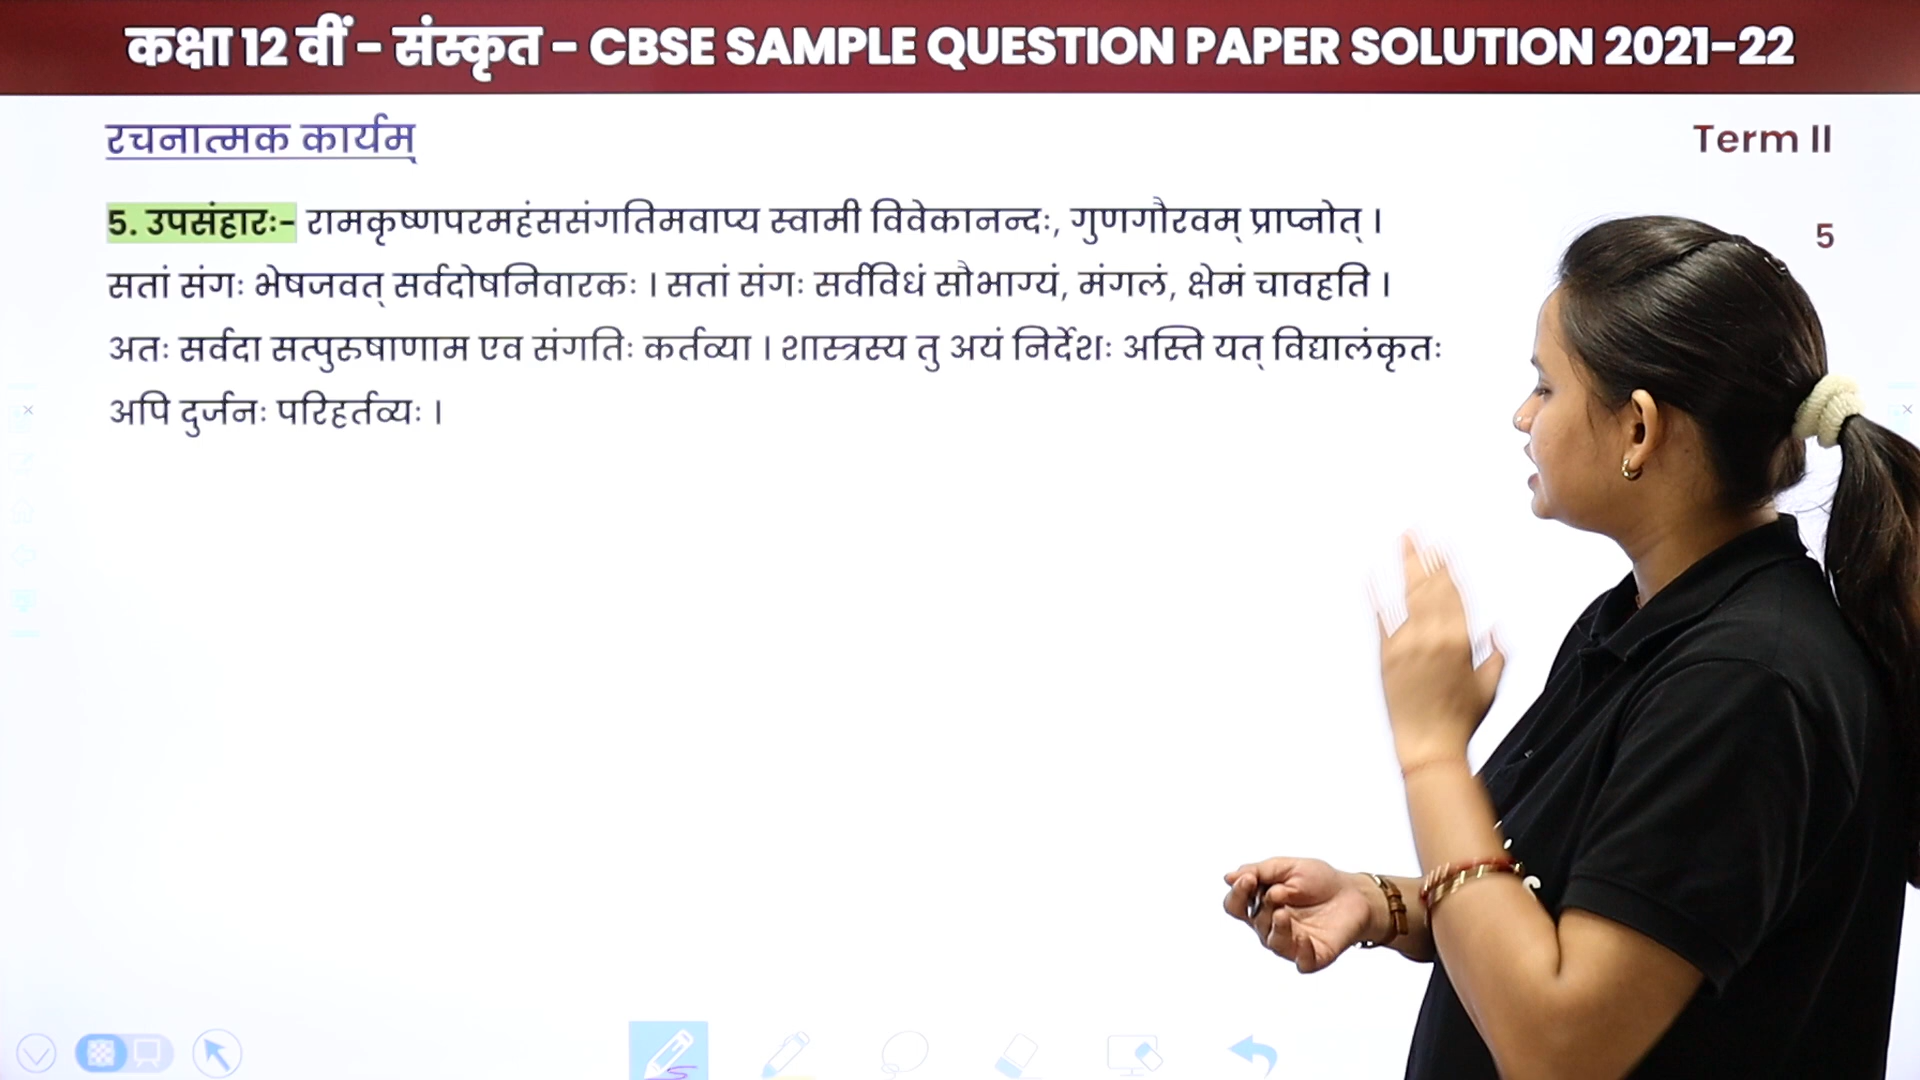 कक्षा 12 वीं - संस्कृत - CBSE SAMPLE QUESTION PAPER SOLUTION 2021-22
रचनात्मक कार्यम्
Term II
5. उपसंहारः- रामकृष्णपरमहंससंगतिमवाप्य स्वामी विवेकानन्दः, गुणगौरवम् प्राप्नोत् ।
5
सतां संगः भेषजवत् सर्वदोषनिवारकः । सतां संगः सर्वविधं सौभाग्यं, मंगलं, क्षेमं चावहति ।
अतः सर्वदा सत्पुरुषाणाम एव संगतिः कर्तव्या । शास्त्रस्य तु अयं निर्देशः अस्ति यत् विद्यालंकृतः
अपि दुर्जनः परिहर्तव्यः ।